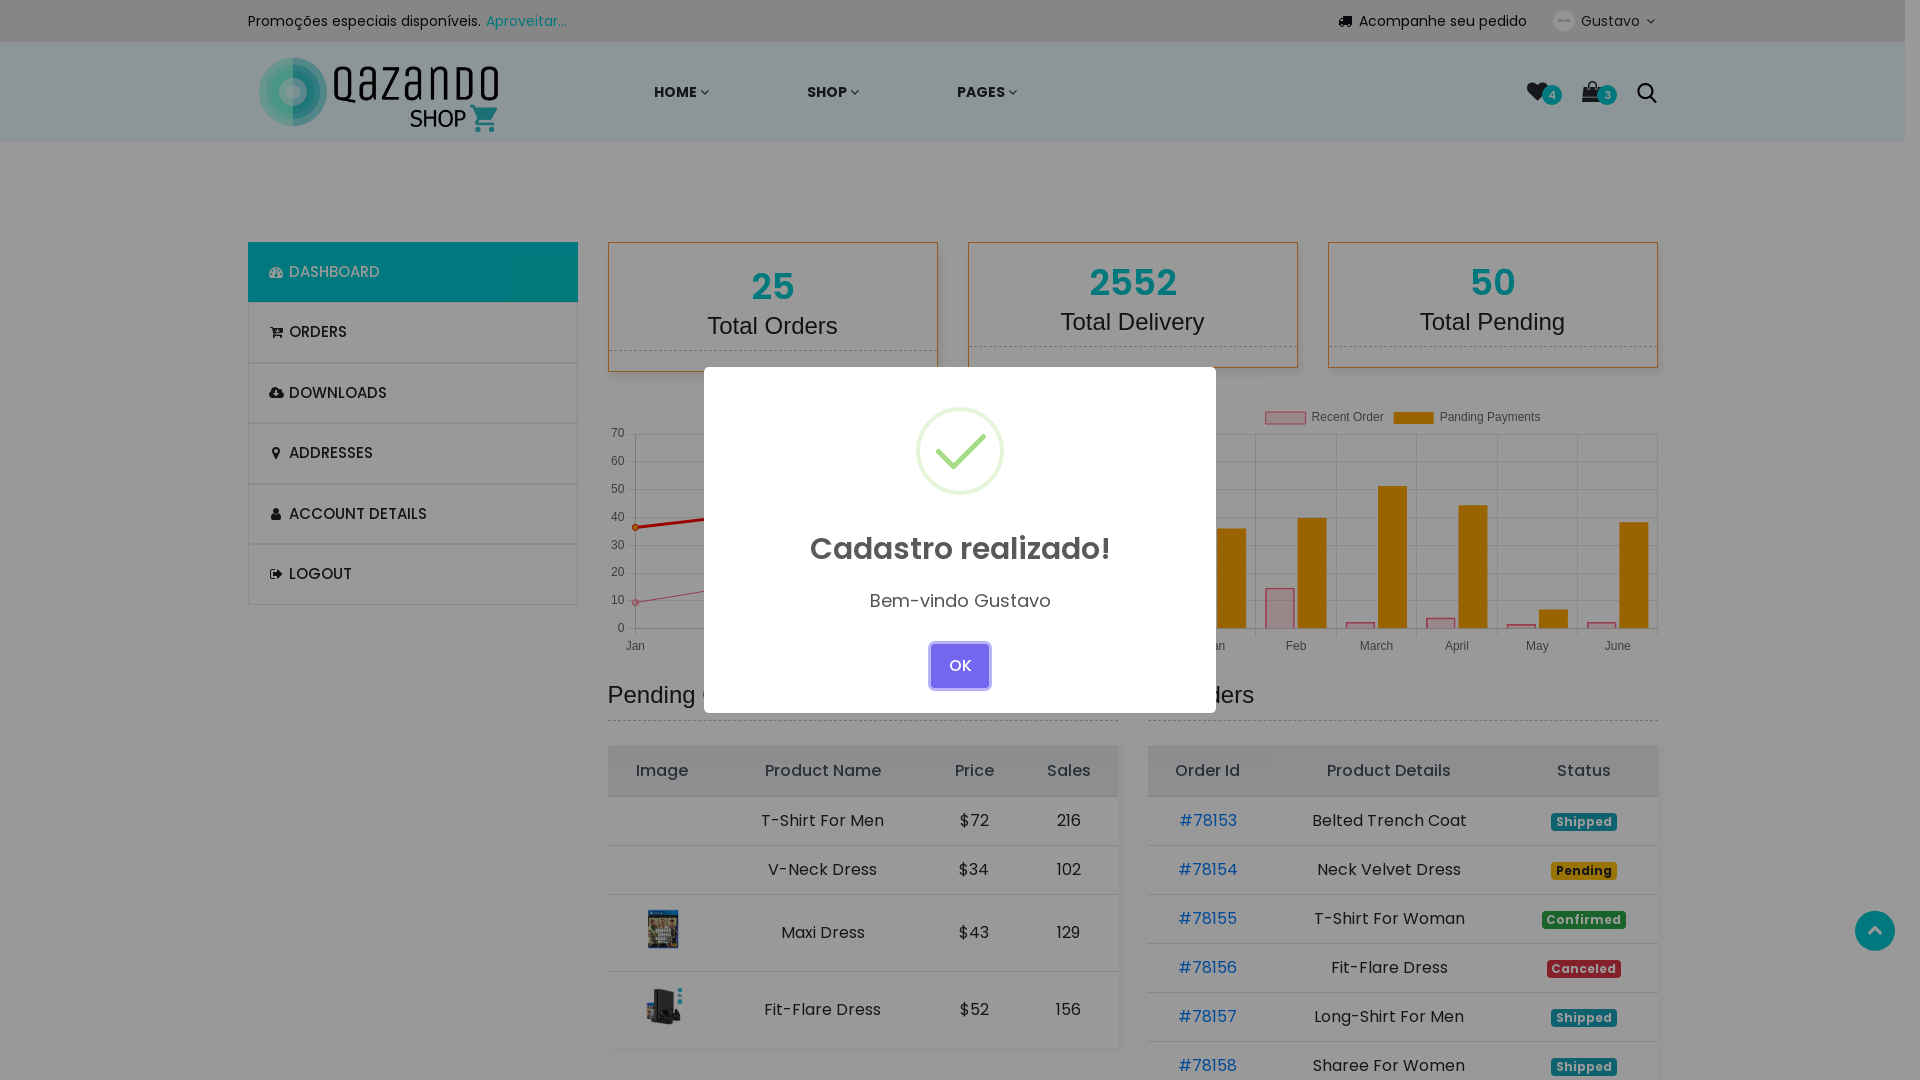 Promoções especiais disponíveis. Aproveitar...
Acompanhe seu pedido
Gustavo
Qazando
SHOP
HOME
SHOP
PAGES
4
3
DASHBOARD
ORDERS
DOWNLOADS
ADDRESSES
ACCOUNT DETAILS
LOGOUT
25
Total Orders
2552
Total Delivery
50
Total Pending
Recent Order
Panding Payments
70
60
50
40
30
20
10
0
Jan
Feb
March
April
May
June
Cadastro realizado!
Bem-vindo Gustavo
OK
Pending
Image Product Name Price Sales
T-Shirt For Men $72 216
V-Neck Dress $34 102
Maxi Dress $43 129
Fit-Flare Dress $52 156
Order Id Product Details Status
#78153 Belted Trench Coat Shipped
#78154 Neck Velvet Dress Pending
#78155 T-Shirt For Woman Confirmed
#78156 Fit-Flare Dress Canceled
#78157 Long-Shirt For Men Shipped
#78158 Sharee For Women Shipped